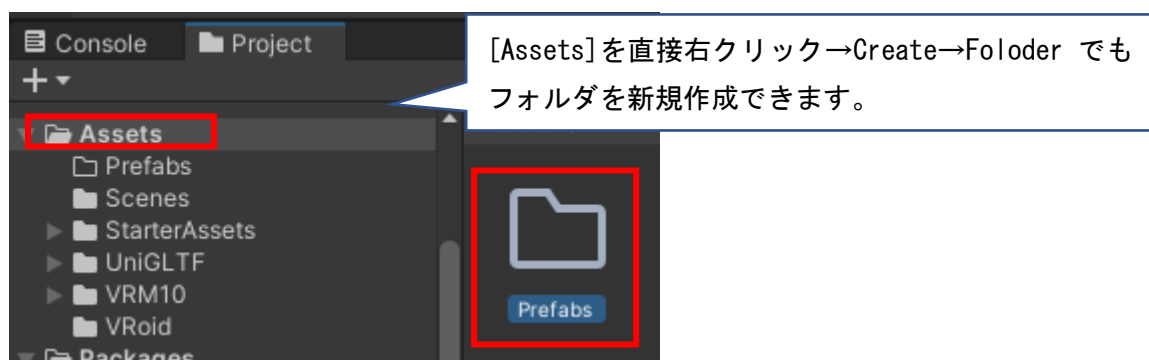 Console
Project
[Assets]を直接右クリック→Create→Foloder でも
フォルダを新規作成できます。
Assets
Prefabs
Scenes
StarterAssets
UniGLTF
VRM10
VRoid
Packages
Prefabs